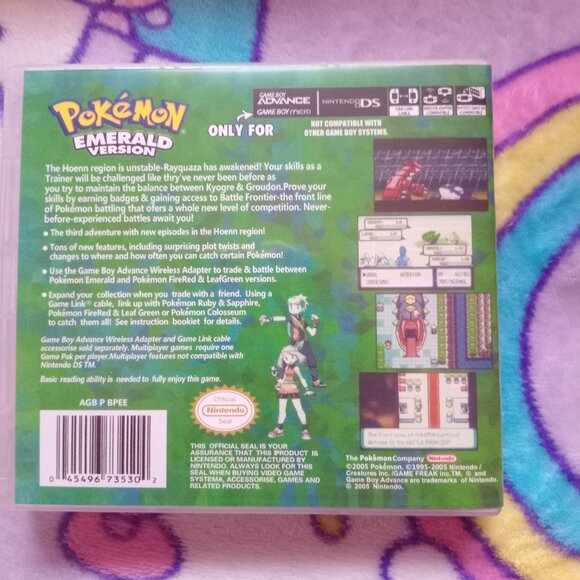 POKéMON
EMERALD
VERSION
ONLY FOR
GAME BOY
ADVANCE
GAME BOY micro
NINTENDO DS
NOT COMPATIBLE WITH
OTHER GAME BOY SYSTEMS.
The Hoenn region is unstable-Rayquaza has awakened! Your skills as a
Trainer will be challenged like thry've never been before as
you try to maintain the balance between Kyogre & Groudon.Prove your
skills by earning badges & gaining access to Battle Frontier-the front line
of Pokémon battling that ofers a whole new level of competition. Never-
before-experienced battles await you!
• The third adventure with new episodes in the Hoenn region!
• Tons of new features, including surprising plot twists and
changes to where and how often you can catch certain Pokémon!
• Use the Game Boy Advance Wireless Adapter to trade & battle between
Pokémon Emerald and Pokémon FireRed & LeafGreen versions.
• Expand your collection when you trade with a friend. Using a
Game Link® cable, link up with Pokémon Ruby & Sapphire,
Pokémon FireRed & Leaf Green or Pokémon Colosseum
to catch them all! See instruction booklet for details.
Game Boy Advance Wireless Adapter and Game Link cable
accessorise sold separately. Multiplayer games require one
Game Pak per player.Multiplayer features not compatible with
Nintendo DS TM.
Basic reading ability is needed to fully enjoy this game.
AGB P BPEE
0 45496 73530 2
Official
Nintendo
Seal
THIS OFFICIAL SEAL IS YOUR
ASSURANCE THAT THIS PRODUCT IS
LICENSED OR MANUFACTURED BY
NINTENDO. ALWAYS LOOK FOR THIS
SEAL WHEN BUYING VIDEO GAME
SYSTEMA, ACCESSORISE, GAMES AND
RELATED PRODUCTS.
The PokémonCompany Nintendo
©2005 Pokémon. ©1995-2005 Nintendo/
Creatures inc. /GAME FREAK inc. ™ ® and
Game Boy Advance are trademarks of Nintendo.
© 2005 Nintendo.